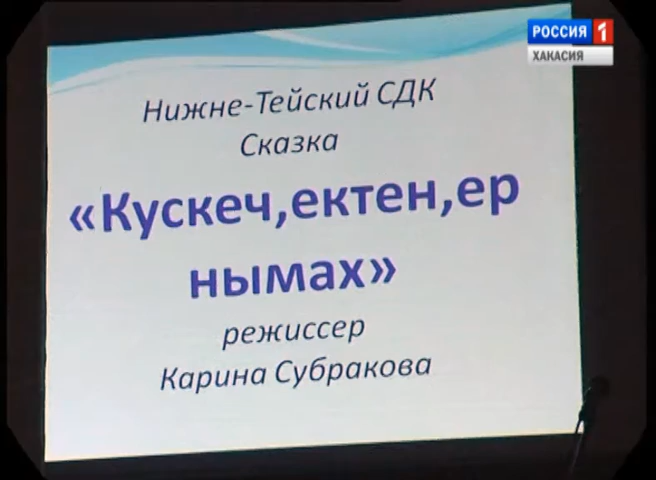 РОССИЯ 1
ХАКАСИЯ
Нижне-Тейский СДК
Сказка
«Кускеч,ектен,ер
нымах»
режиссер
Карина Субракова